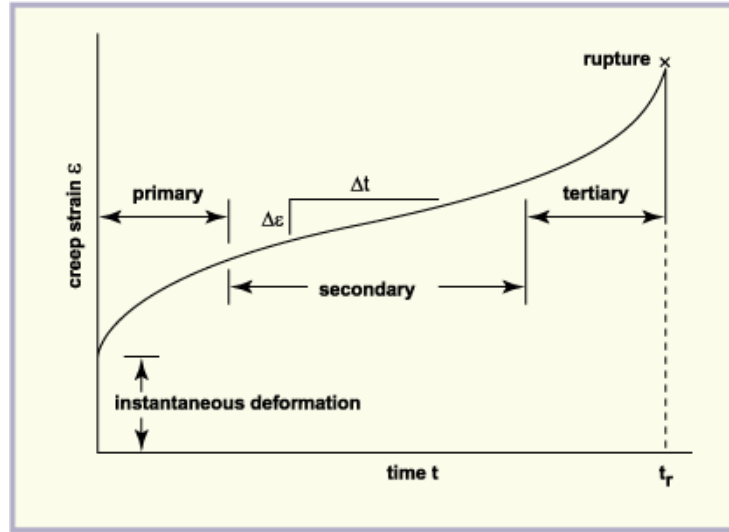 rupture ×
creep strain ε
primary
Δt
tertiary
Δε
secondary
instantaneous deformation
time t
tr